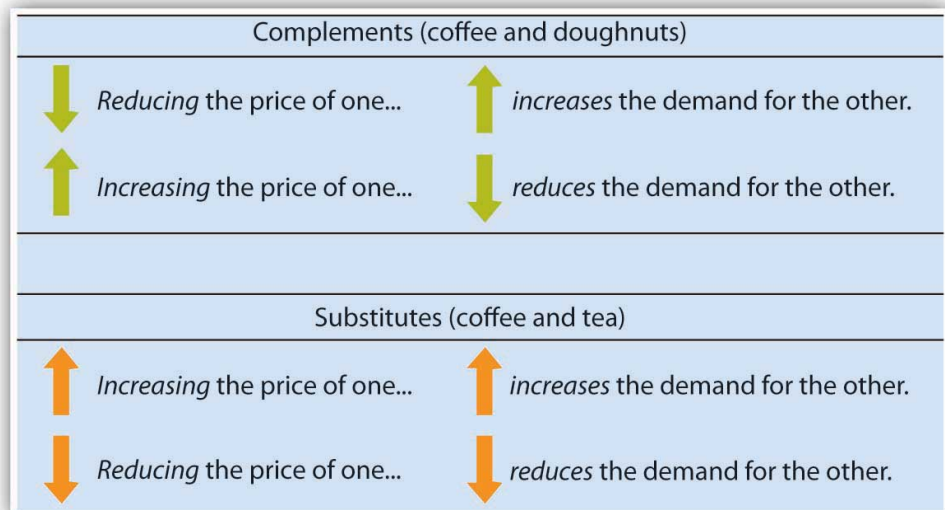 Complements (coffee and doughnuts)
Reducing the price of one... increases the demand for the other.
Increasing the price of one... reduces the demand for the other.
Substitutes (coffee and tea)
Increasing the price of one... increases the demand for the other.
Reducing the price of one... reduces the demand for the other.